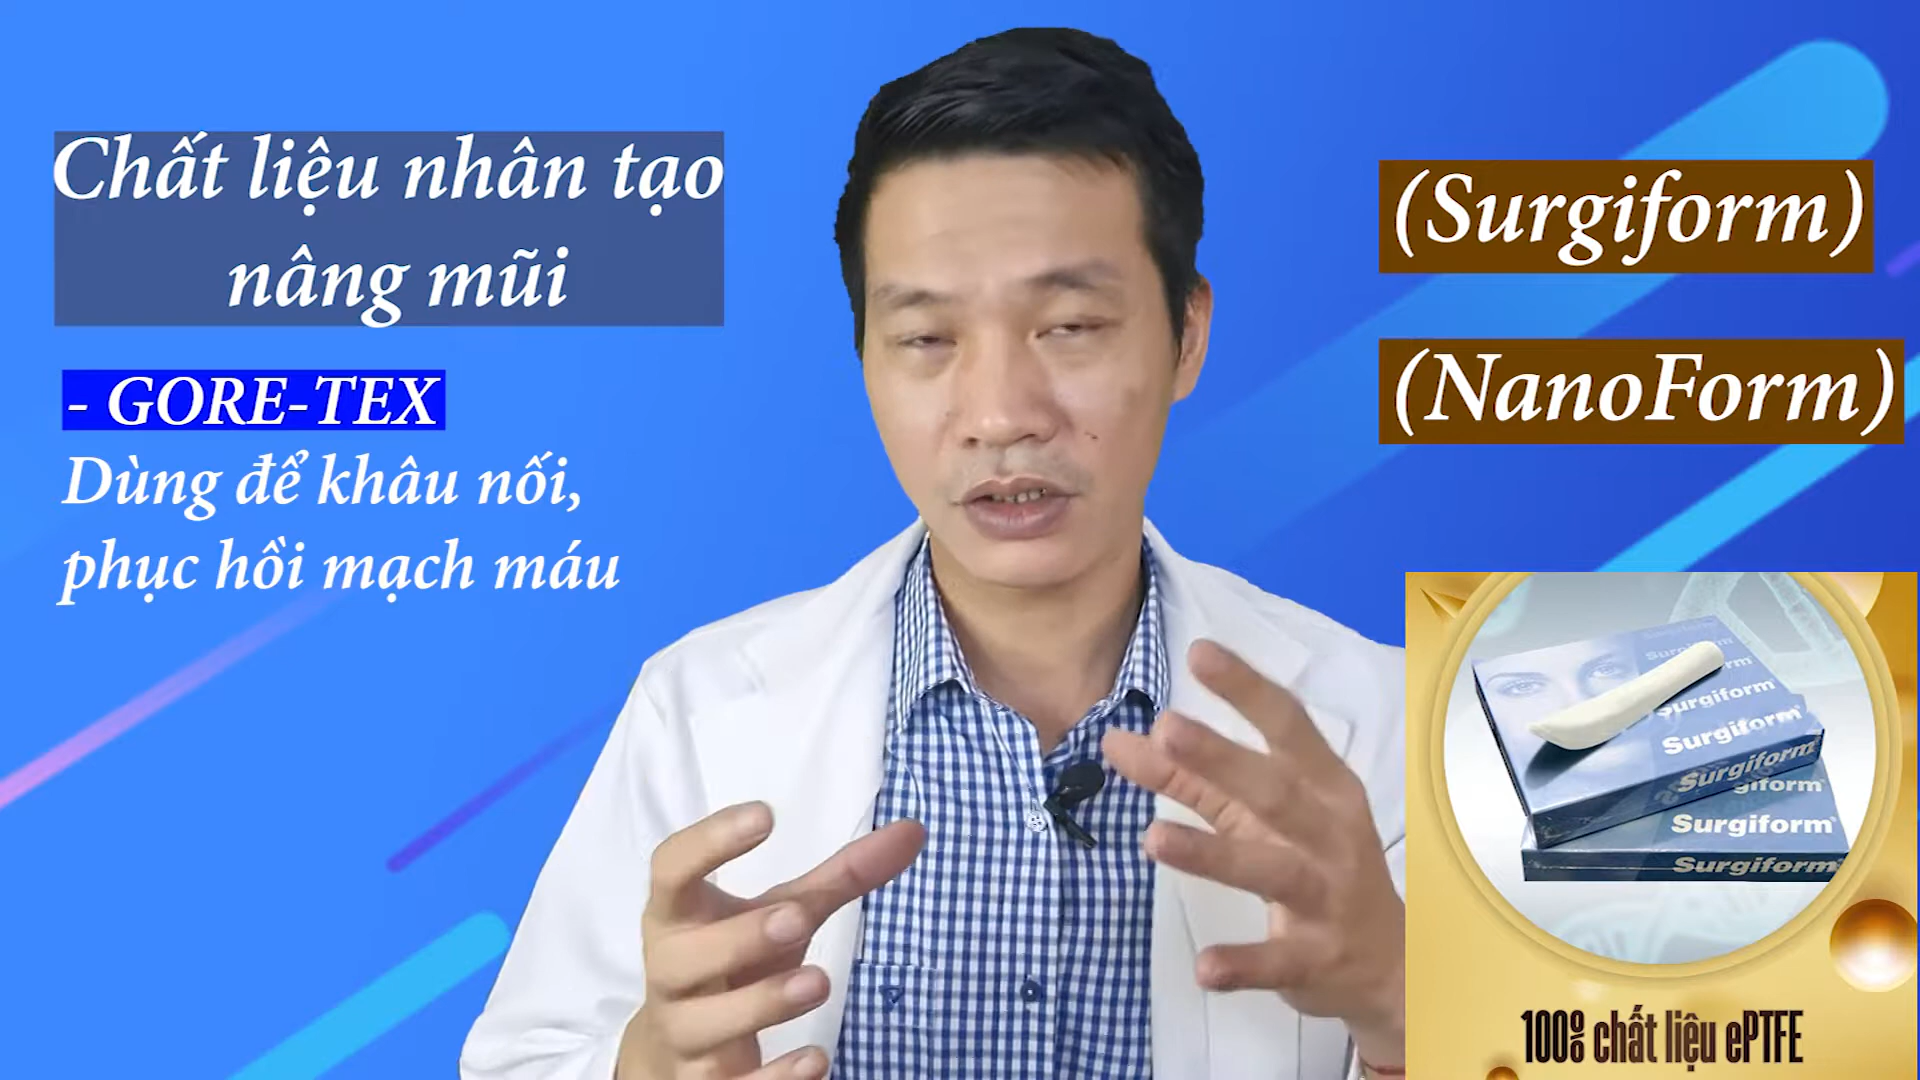 Chất liệu nhân tạo
nâng mũi
- GORE-TEX
Dùng để khâu nối,
phục hồi mạch máu
(Surgiform)
(NanoForm)
Surgiform
Surgiform
Surgiform
Surgiform
Surgiform
Surgiform
Surgiform
100% chất liệu ePTFE